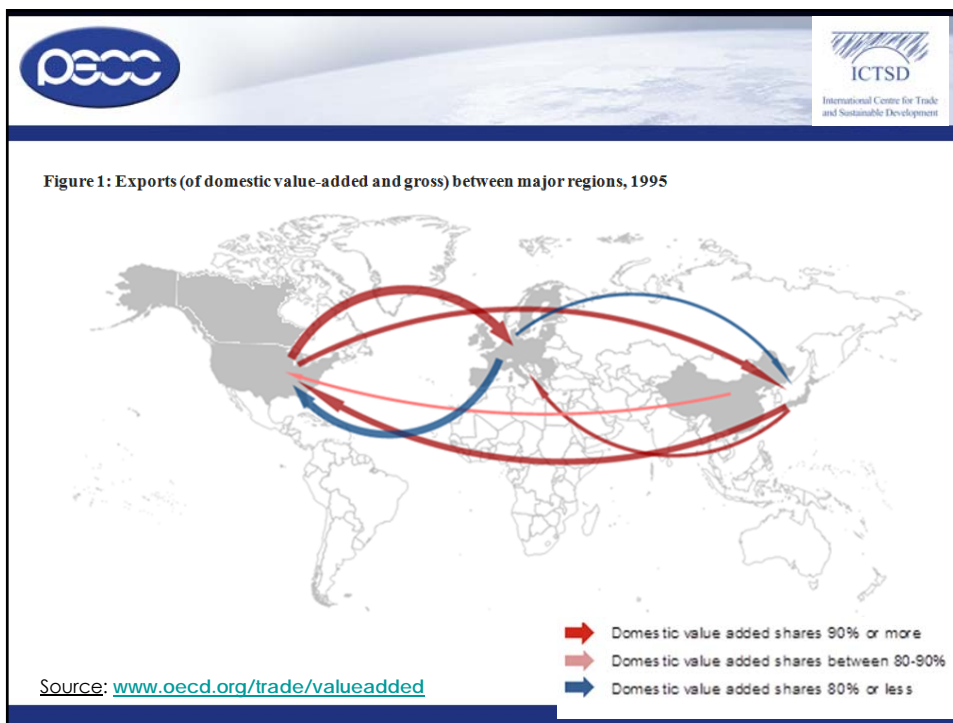 PECC
ICTSD
International Centre for Trade
and Sustainable Development
Figure 1: Exports (of domestic value-added and gross) between major regions, 1995
Domestic value added shares 90% or more
Domestic value added shares between 80-90%
Domestic value added shares 80% or less
Source: www.oecd.org/trade/valueadded